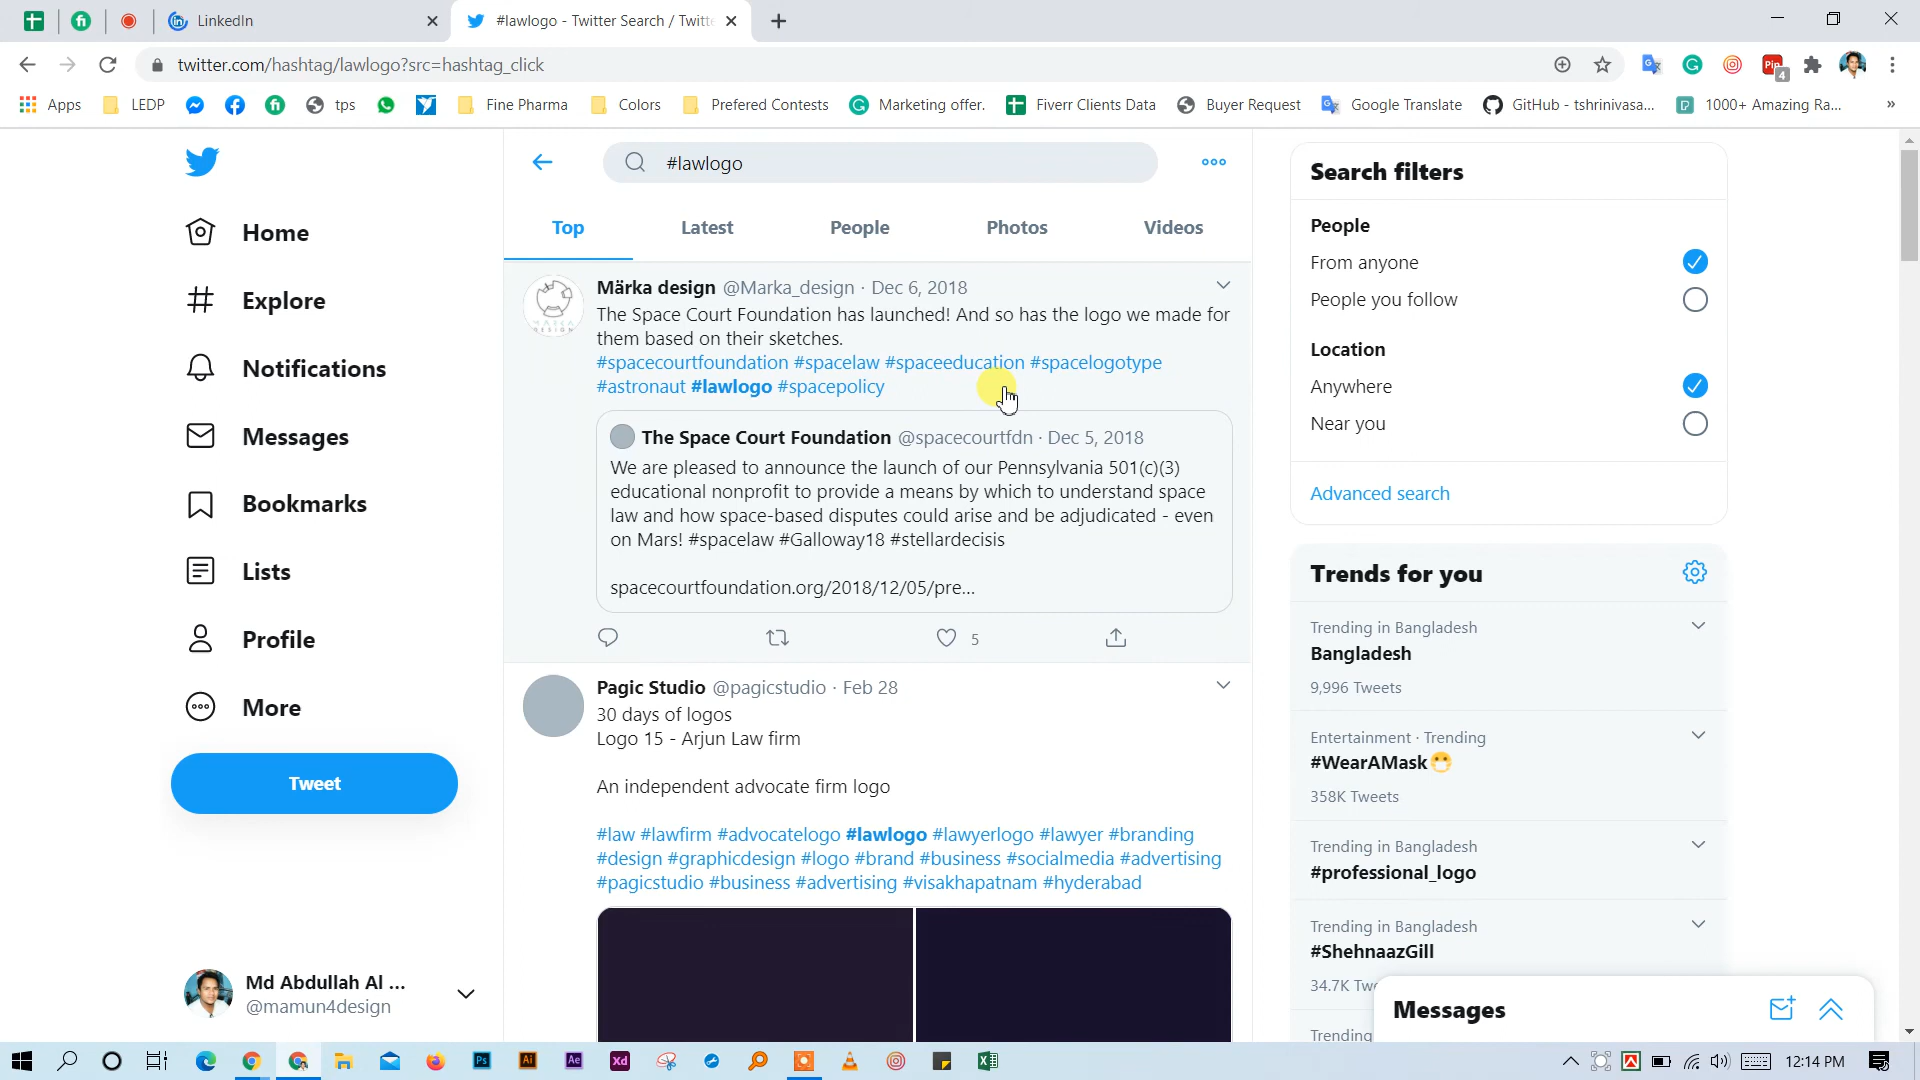 LinkedIn
#lawlogo - Twitter Search / Twitte
twitter.com/hashtag/lawlogo?src=hashtag_click
4
Apps
LEDP
tps
Fine Pharma
Colors
Prefered Contests
Marketing offer.
Fiverr Clients Data
Buyer Request
Google Translate
GitHub - tshrinivasa...
1000+ Amazing Ra...
»
Home
Explore
Notifications
Messages
Bookmarks
Lists
Profile
More
Tweet
Md Abdullah Al ...
@mamun4design
#lawlogo
Top
Latest
People
Photos
Videos
Märka design @Marka_design · Dec 6, 2018
The Space Court Foundation has launched! And so has the logo we made for
them based on their sketches.
#spacecourtfoundation #spacelaw #spaceeducation #spacelogotype
#astronaut #lawlogo #spacepolicy
The Space Court Foundation @spacecourtfdn · Dec 5, 2018
We are pleased to announce the launch of our Pennsylvania 501(c)(3)
educational nonprofit to provide a means by which to understand space
law and how space-based disputes could arise and be adjudicated - even
on Mars! #spacelaw #Galloway18 #stellardecisis
spacecourtfoundation.org/2018/12/05/pre...
5
Pagic Studio @pagicstudio · Feb 28
30 days of logos
Logo 15 - Arjun Law firm
An independent advocate firm logo
#law #lawfirm #advocatelogo #lawlogo #lawyerlogo #lawyer #branding
#design #graphicdesign #logo #brand #business #socialmedia #advertising
#pagicstudio #business #advertising #visakhapatnam #hyderabad
Search filters
People
From anyone
People you follow
Location
Anywhere
Near you
Advanced search
Trends for you
Trending in Bangladesh
Bangladesh
9,996 Tweets
Entertainment · Trending
#WearAMask😷
358K Tweets
Trending in Bangladesh
#professional_logo
Trending in Bangladesh
#ShehnaazGill
34.7K Twe
Trending
Messages
Ps
Ai
Ae
Xd
12:14 PM